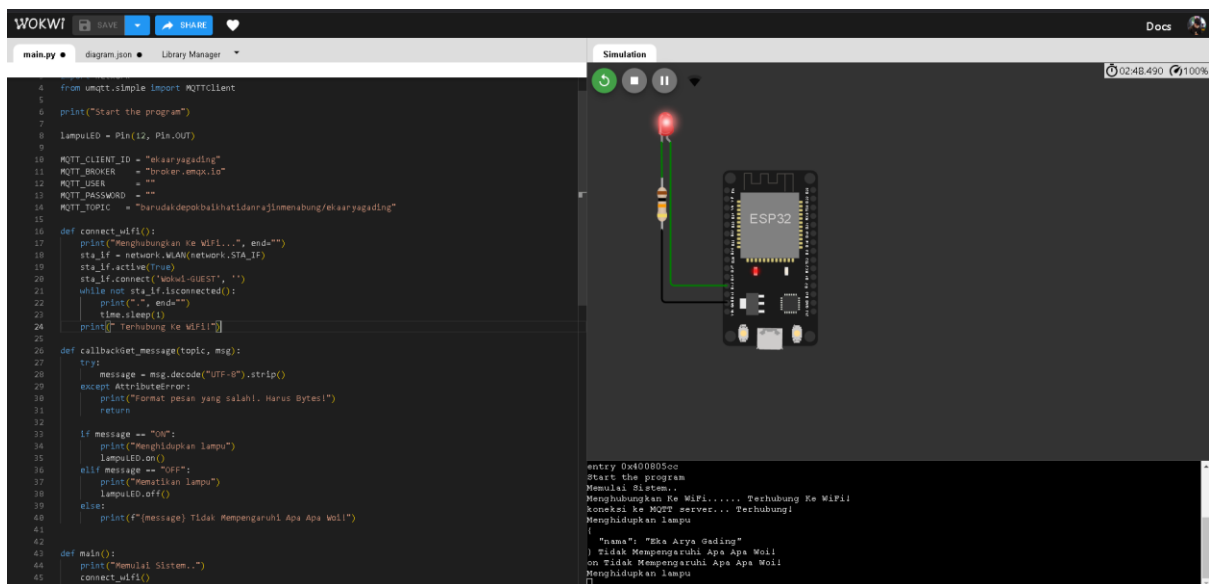 WOKWI SAVE SHARE Docs
main.py ● diagram.json ● Library Manager
4 from umqtt.simple import MQTTClient
5
6 print("Start the program")
7
8 lampuLED = Pin(12, Pin.OUT)
9
10 MQTT_CLIENT_ID = "ekaaryagading"
11 MQTT_BROKER = "broker.emqx.io"
12 MQTT_USER = ""
13 MQTT_PASSWORD = ""
14 MQTT_TOPIC = "barudakdepokbaikhatidanrajinmenabung/ekaaryagading"
15
16 def connect_wifi():
17 print("Menghubungkan Ke WiFi...", end="")
18 sta_if = network.WLAN(network.STA_IF)
19 sta_if.active(True)
20 sta_if.connect('Wokwi-GUEST', '')
21 while not sta_if.isconnected():
22 print(".", end="")
23 time.sleep(1)
24 print(" Terhubung Ke WiFi!")
25
26 def callbackGet_message(topic, msg):
27 try:
28 message = msg.decode("UTF-8").strip()
29 except AttributeError:
30 print("Format pesan yang salah!. Harus Bytes!")
31 return
32
33 if message == "ON":
34 print("Menghidupkan lampu")
35 lampuLED.on()
36 elif message == "OFF":
37 print("Mematikan lampu")
38 lampuLED.off()
39 else:
40 print(f"{message} Tidak Mempengaruhi Apa Apa Woi!")
41
42
43 def main():
44 print("Memulai Sistem..")
45 connect_wifi()
Simulation
02:48.490 100%
ESP32
entry 0x400805cc
Start the program
Memulai Sistem..
Menghubungkan Ke WiFi...... Terhubung Ke WiFi!
koneksi ke MQTT server... Terhubung!
Menghidupkan lampu
{
"nama": "Eka Arya Gading"
} Tidak Mempengaruhi Apa Apa Woi!
on Tidak Mempengaruhi Apa Apa Woi!
Menghidupkan lampu